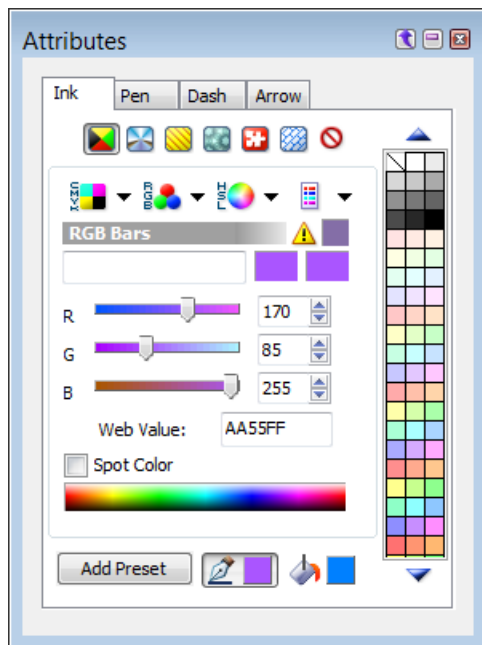 Attributes
Ink Pen Dash Arrow
CMYK RGB HSL
RGB Bars
R 170
G 85
B 255
Web Value: AA55FF
Spot Color
Add Preset